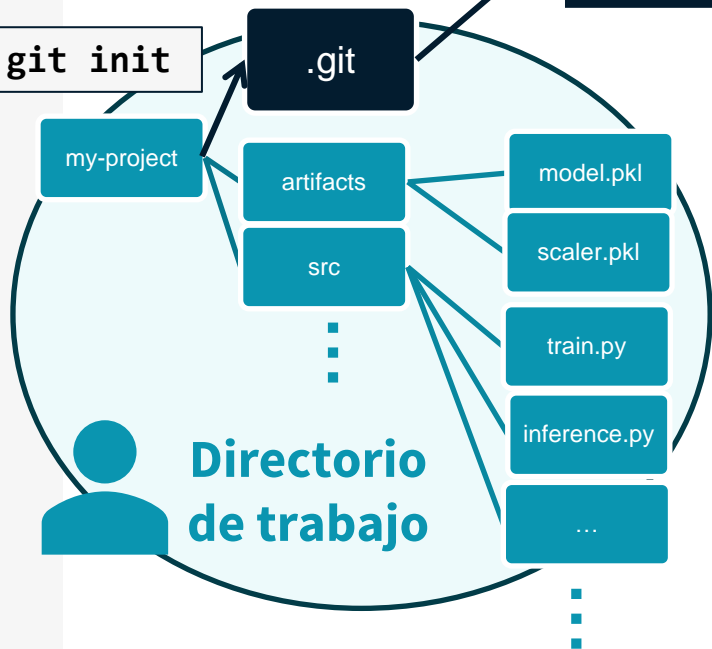 git init
.git
my-project
artifacts
model.pkl
scaler.pkl
src
train.py
inference.py
...
Directorio
de trabajo